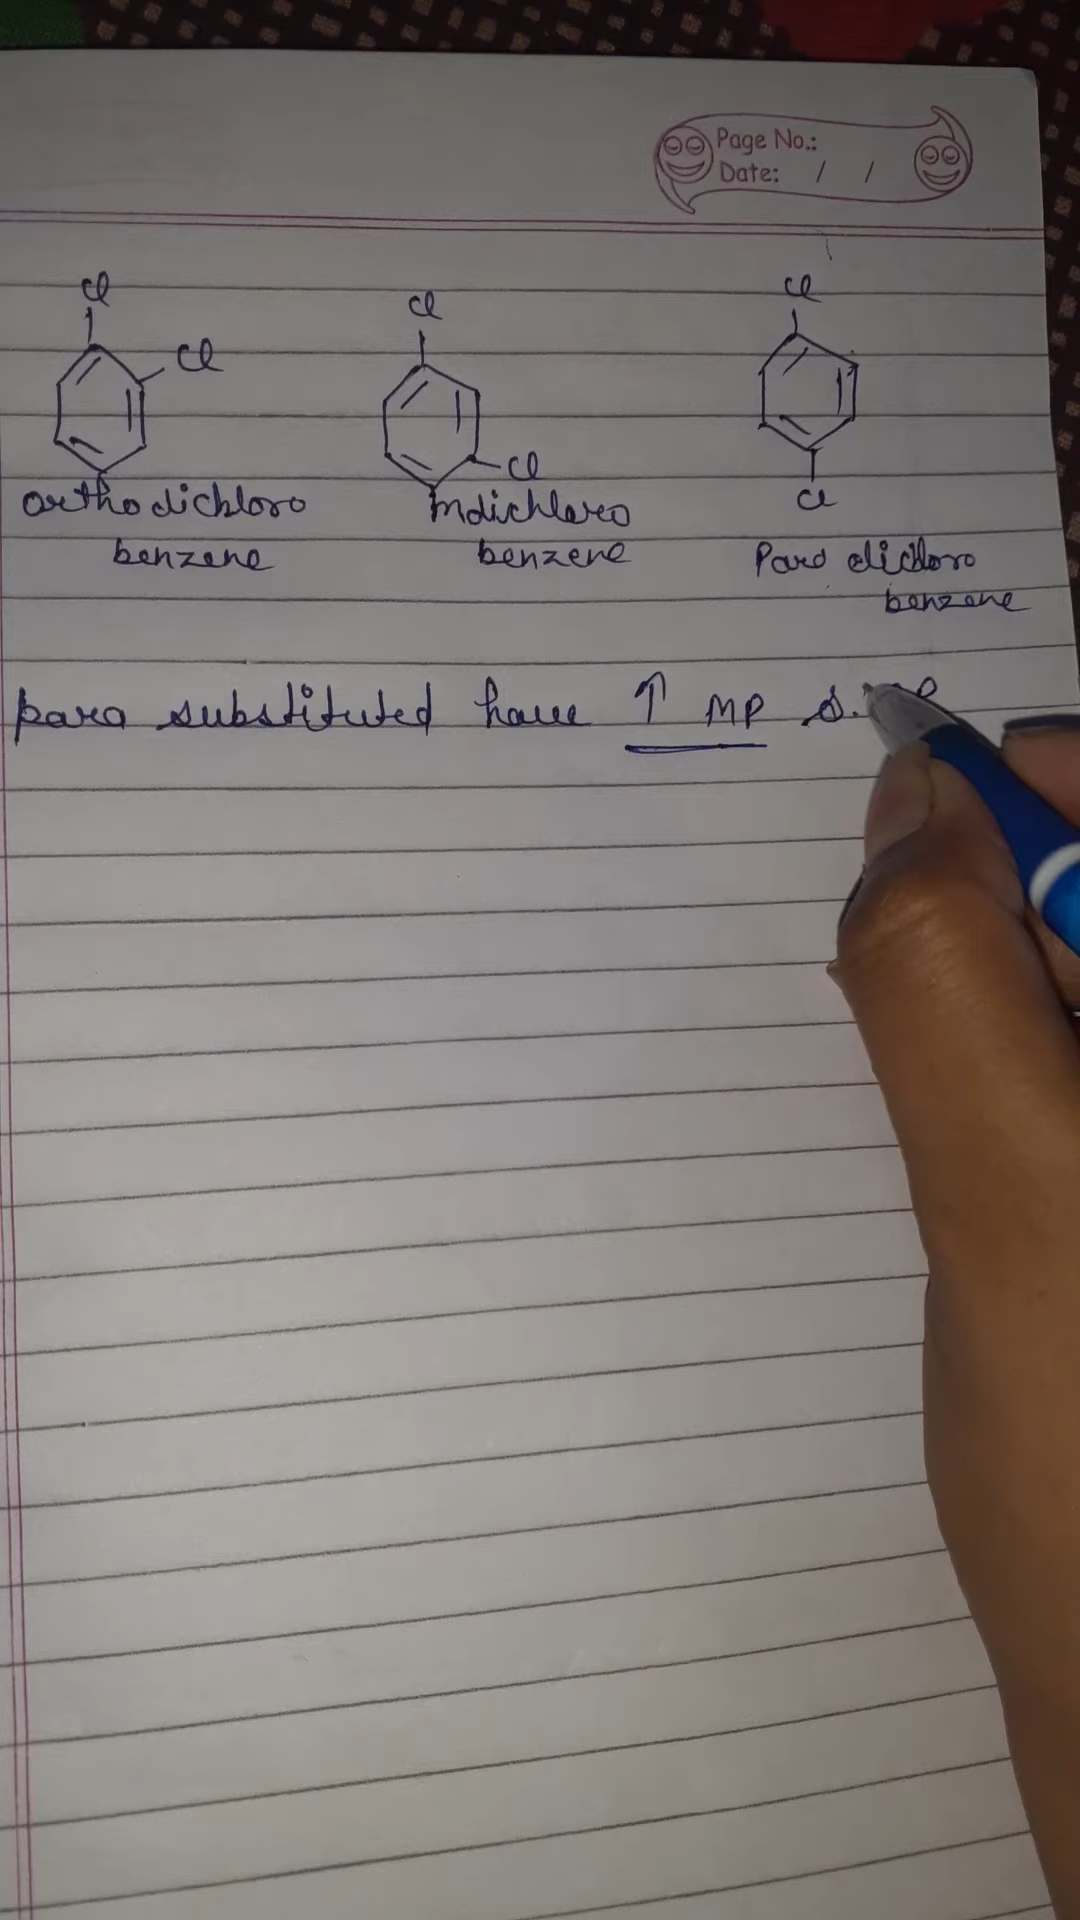 Page No.:
Date: / /
Cl
Cl
Cl
Cl
Cl
Cl
ortho dichloro
benzene
m dichloro
benzene
Para dichloro
benzene
para substituted have ↑ MP